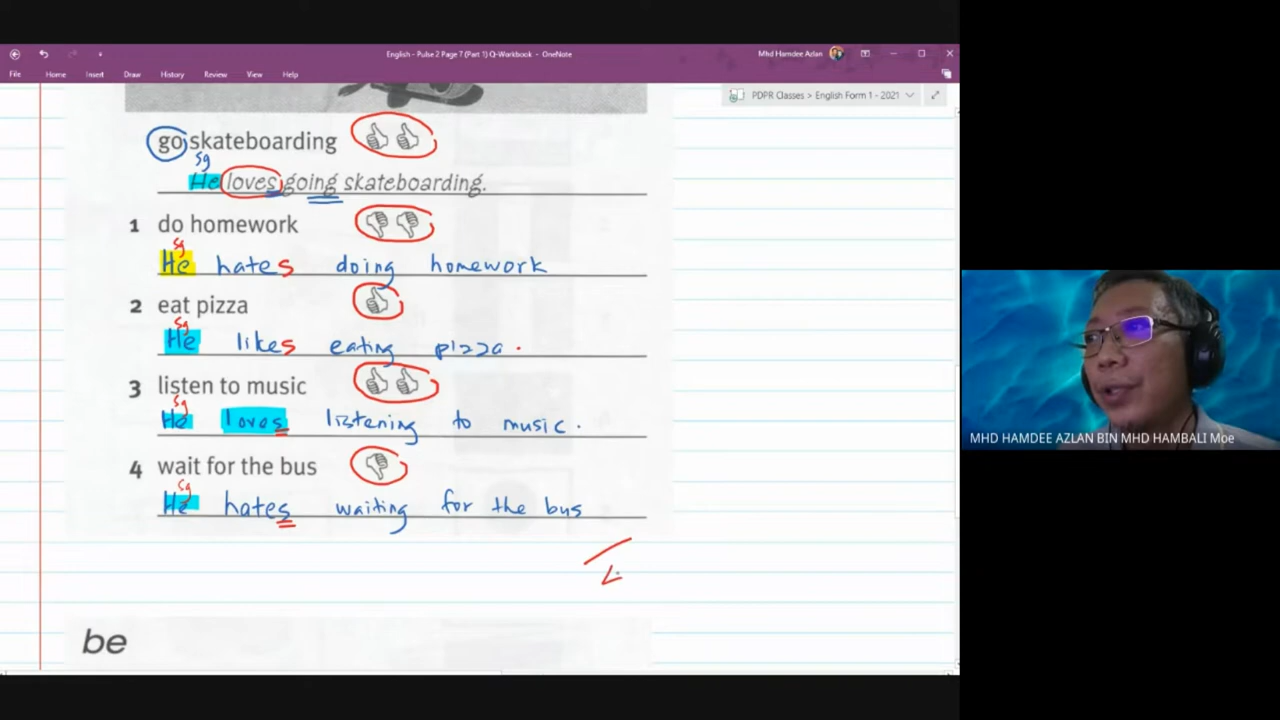 English - Pulse 2 Page 7 (Part 1) Q-Workbook - OneNote
Mhd Hamdee Azlan
File Home Insert Draw History Review View Help
PDPR Classes > English Form 1 - 2021
go skateboarding
sg
He loves going skateboarding.
1 do homework
sg
He hates doing homework
2 eat pizza
sg
He likes eating pizza.
3 listen to music
sg
He loves listening to music.
4 wait for the bus
sg
He hates waiting for the bus
be
MHD HAMDEE AZLAN BIN MHD HAMBALI Moe